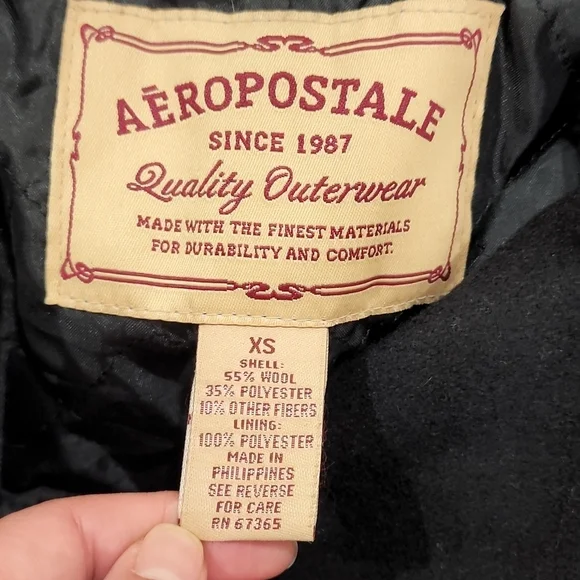 AĒROPOSTALE
SINCE 1987
Quality Outerwear
MADE WITH THE FINEST MATERIALS
FOR DURABILITY AND COMFORT.
XS
SHELL:
55% WOOL
35% POLYESTER
10% OTHER FIBERS
LINING:
100% POLYESTER
MADE IN
PHILIPPINES
SEE REVERSE
FOR CARE
RN 67365